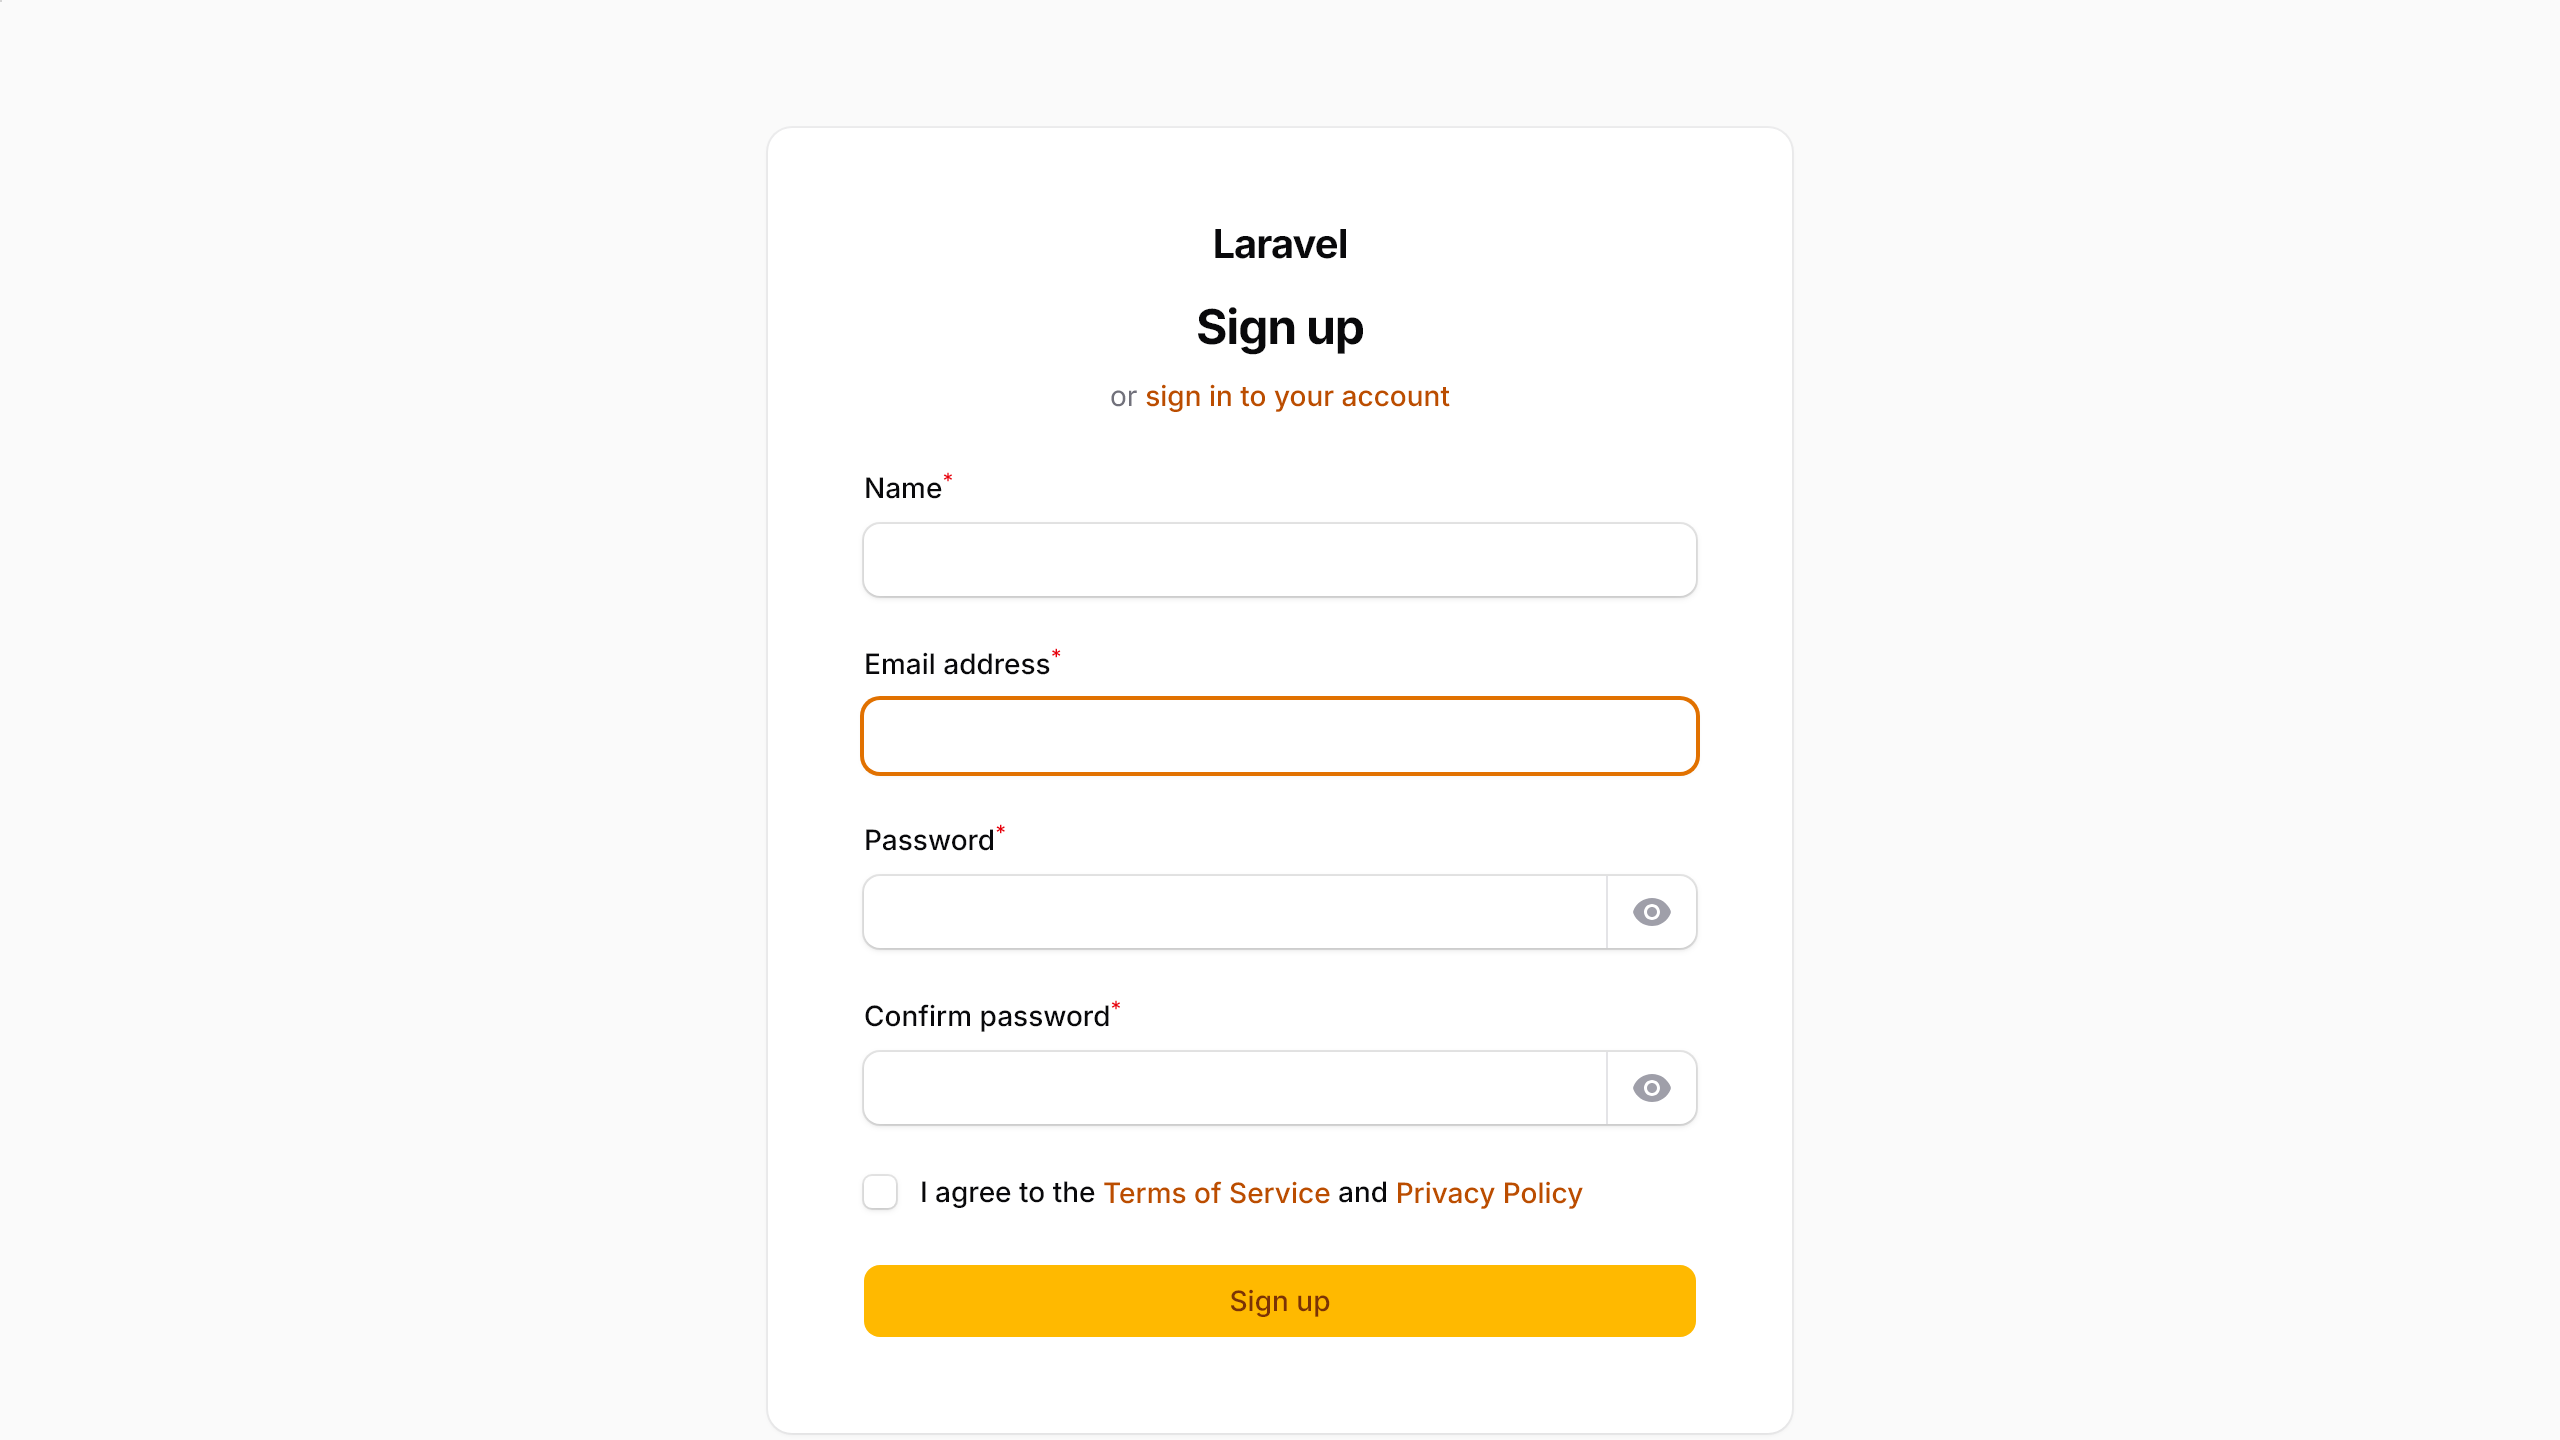 Laravel
Sign up
or sign in to your account
Name*
Email address*
Password*
Confirm password*
I agree to the Terms of Service and Privacy Policy
Sign up